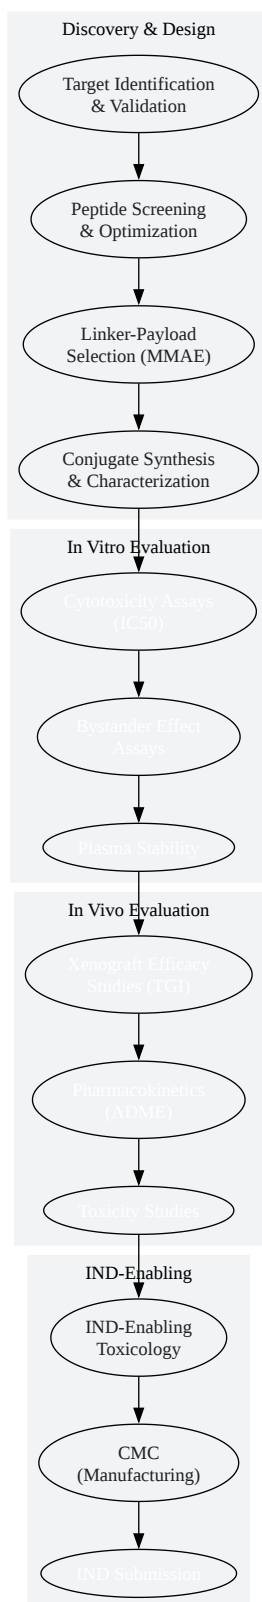 Discovery & Design
Target Identification
& Validation
Peptide Screening
& Optimization
Linker-Payload
Selection (MMAE)
Conjugate Synthesis
& Characterization
In Vitro Evaluation
Cytotoxicity Assays
(IC50)
Bystander Effect
Assays
Plasma Stability
In Vivo Evaluation
Xenograft Efficacy
Studies (TGI)
Pharmacokinetics
(ADME)
Toxicity Studies
IND-Enabling
IND-Enabling
Toxicology
CMC
(Manufacturing)
IND Submission